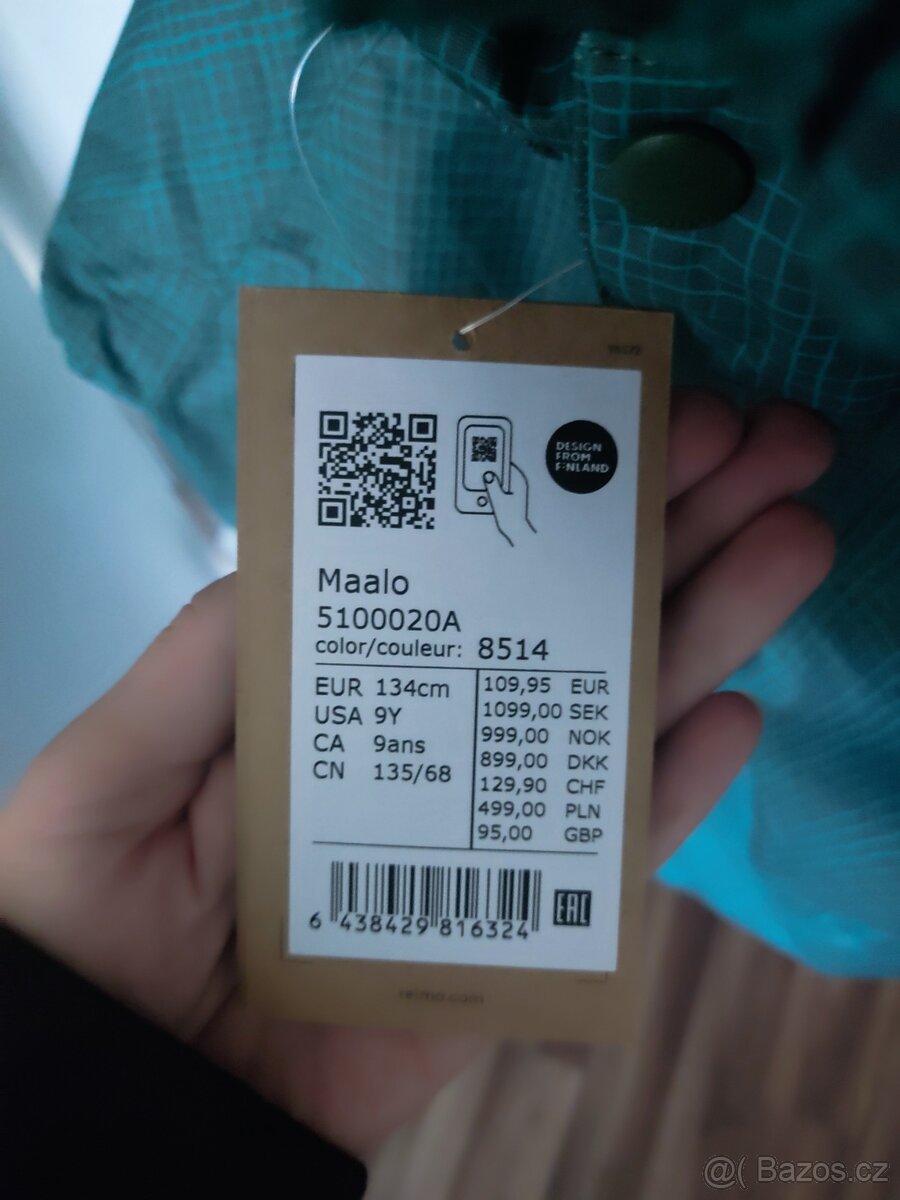 DESIGN
FROM
FINLAND
Maalo
5100020A
color/couleur: 8514
EUR 134cm
USA 9Y
CA 9ans
CN 135/68
109,95 EUR
1099,00 SEK
999,00 NOK
899,00 DKK
129,90 CHF
499,00 PLN
95,00 GBP
6 438429 816324
EAC
reima.com
@( Bazos.cz